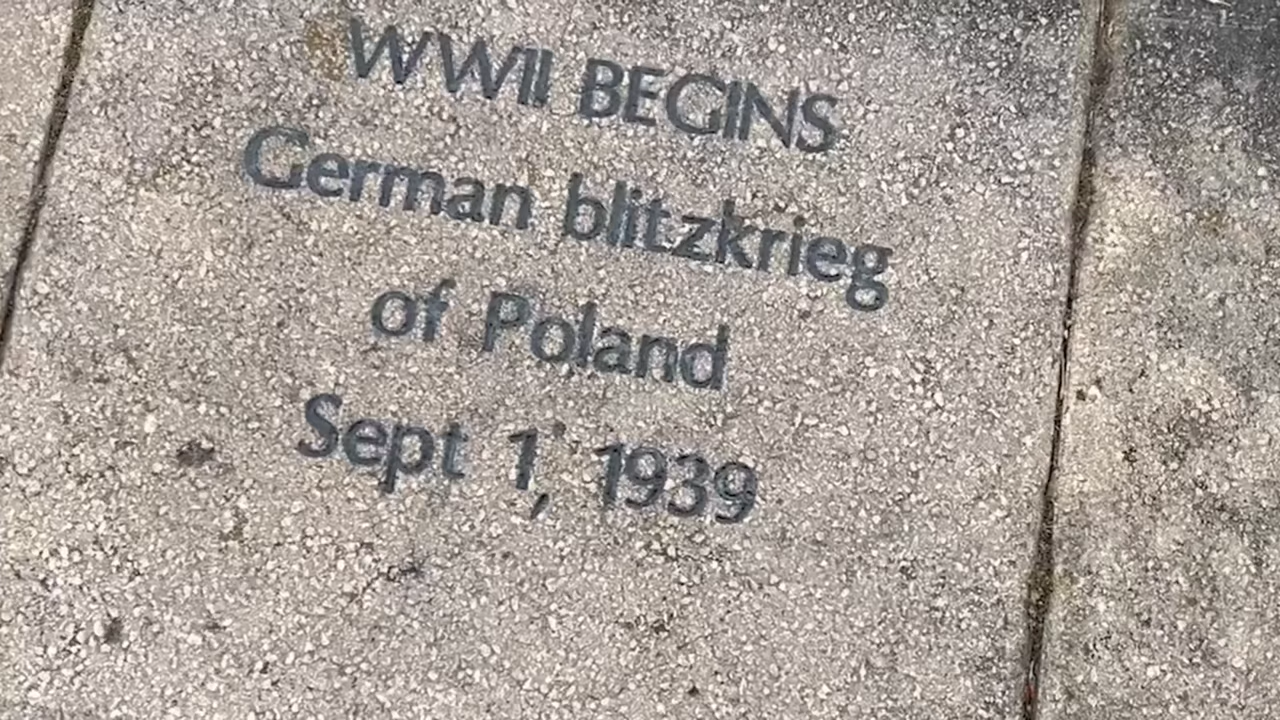 WWII BEGINS
German blitzkrieg
of Poland
Sept 1, 1939